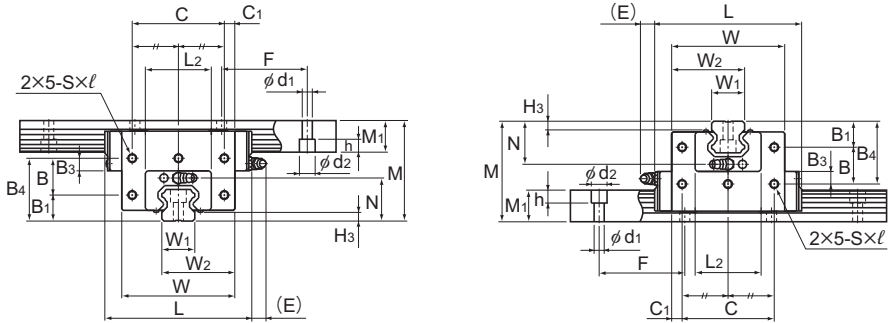 C C1
L2
F
φd1
2×5-S×ℓ
h
M1
M
φd2
B3
B
B4
B1
N
H3
W1
W2
W
L
(E)
(E)
L
W
W2
W1
H3
N
M
M1
h
φd2
φd1
B1
B4
B3
B
2×5-S×ℓ
F
L2
C1
C